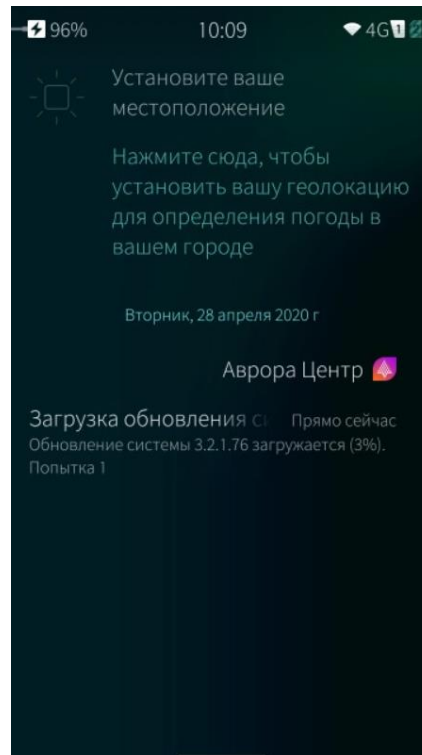 96%
10:09
4G
1
Установите ваше
местоположение
Нажмите сюда, чтобы
установить вашу геолокацию
для определения погоды в
вашем городе
Вторник, 28 апреля 2020 г
Аврора Центр
Загрузка обновления
Прямо сейчас
Обновление системы 3.2.1.76 загружается (3%).
Попытка 1